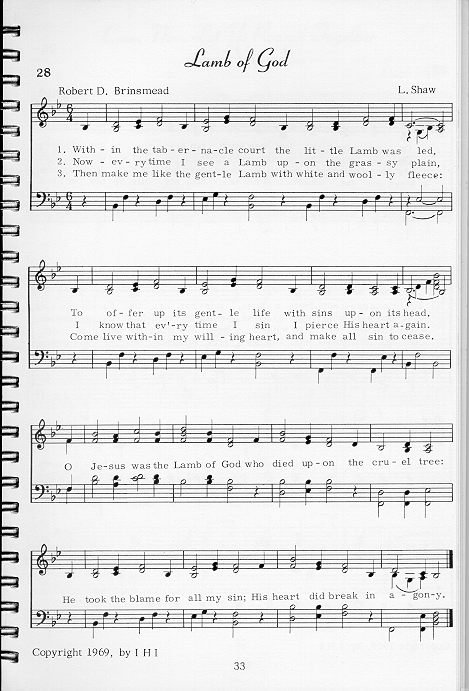 Lamb of God
28
Robert D. Brinsmead L. Shaw
1. With - in the tab - er - na - cle court the lit - tle Lamb was led,
2. Now - ev - ry time I see a Lamb up - on the gras - sy plain,
3. Then make me like the gent - le Lamb with white and wool - ly fleece:
To of - fer up its gent - le life with sins up - on its head.
I know that ev'- ry time I sin I pierce His heart a - gain.
Come live with-in my will - ing heart, and make all sin to cease.
O Je - sus was the Lamb of God who died up - on the cru - el tree:
He took the blame for all my sin; His heart did break in a - gon - y.
Copyright 1969, by I H I
33